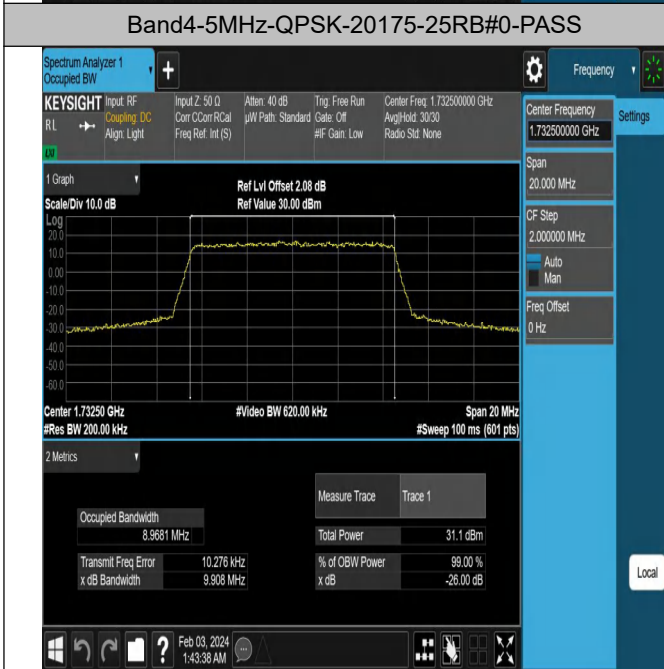 Band4-5MHz-QPSK-20175-25RB#0-PASS
Spectrum Analyzer 1
Occupied BW
+
Frequency
KEYSIGHT
RL
Input: RF
Coupling: DC
Align: Light
Input Z: 50 Ω
Corr CCorr RCal
Freq Ref: Int (S)
Atten: 40 dB
µW Path: Standard
Trig: Free Run
Gate: Off
#IF Gain: Low
Center Freq: 1.732500000 GHz
Avg|Hold: 30/30
Radio Std: None
Center Frequency
1.732500000 GHz
Settings
Span
20.000 MHz
CF Step
2.000000 MHz
Auto
Man
Freq Offset
0 Hz
1 Graph
Scale/Div 10.0 dB
Ref Lvl Offset 2.08 dB
Ref Value 30.00 dBm
Log
20.0
10.0
0.00
-10.0
-20.0
-30.0
-40.0
-50.0
-60.0
Center 1.73250 GHz
#Res BW 200.00 kHz
#Video BW 620.00 kHz
Span 20 MHz
#Sweep 100 ms (601 pts)
2 Metrics
Measure Trace Trace 1
Occupied Bandwidth
8.9681 MHz
Total Power 31.1 dBm
Transmit Freq Error 10.276 kHz
% of OBW Power 99.00 %
x dB Bandwidth 9.908 MHz
x dB -26.00 dB
Local
?
Feb 03, 2024
1:43:38 AM